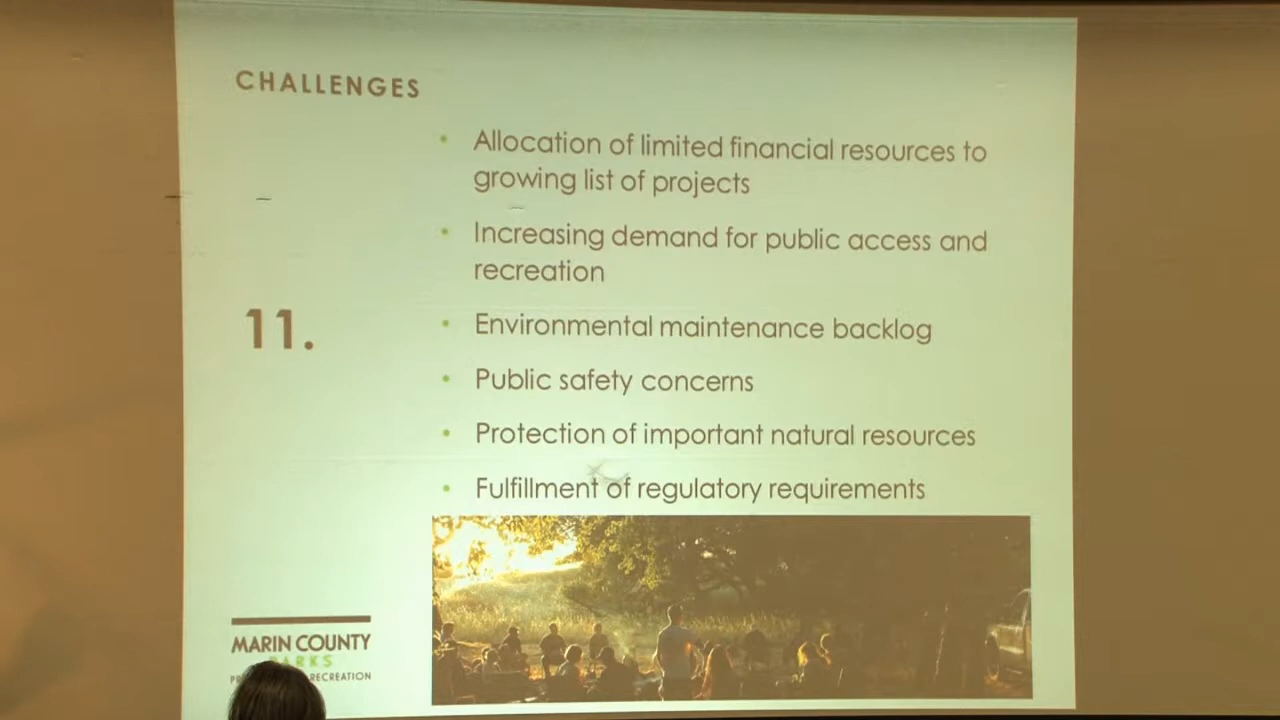 CHALLENGES
• Allocation of limited financial resources to
growing list of projects
• Increasing demand for public access and
recreation
11.
• Environmental maintenance backlog
• Public safety concerns
• Protection of important natural resources
• Fulfillment of regulatory requirements
MARIN COUNTY
PARKS
RECREATION